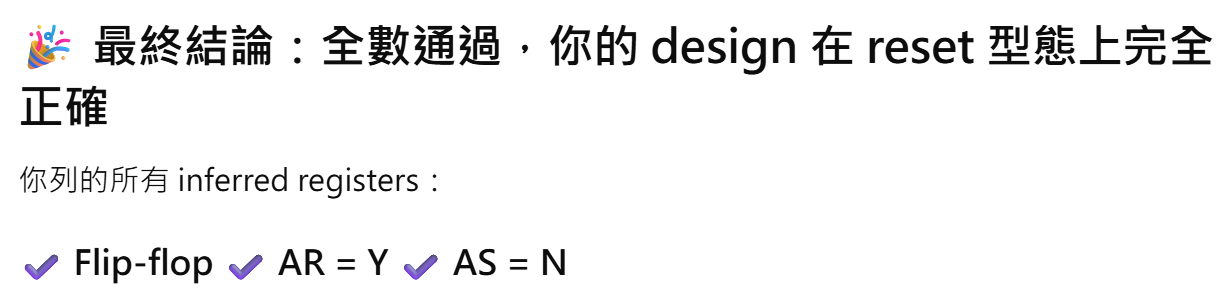 🎉 最終結論：全數通過，你的 design 在 reset 型態上完全
正確
你列的所有 inferred registers：
✔ Flip-flop ✔ AR = Y ✔ AS = N